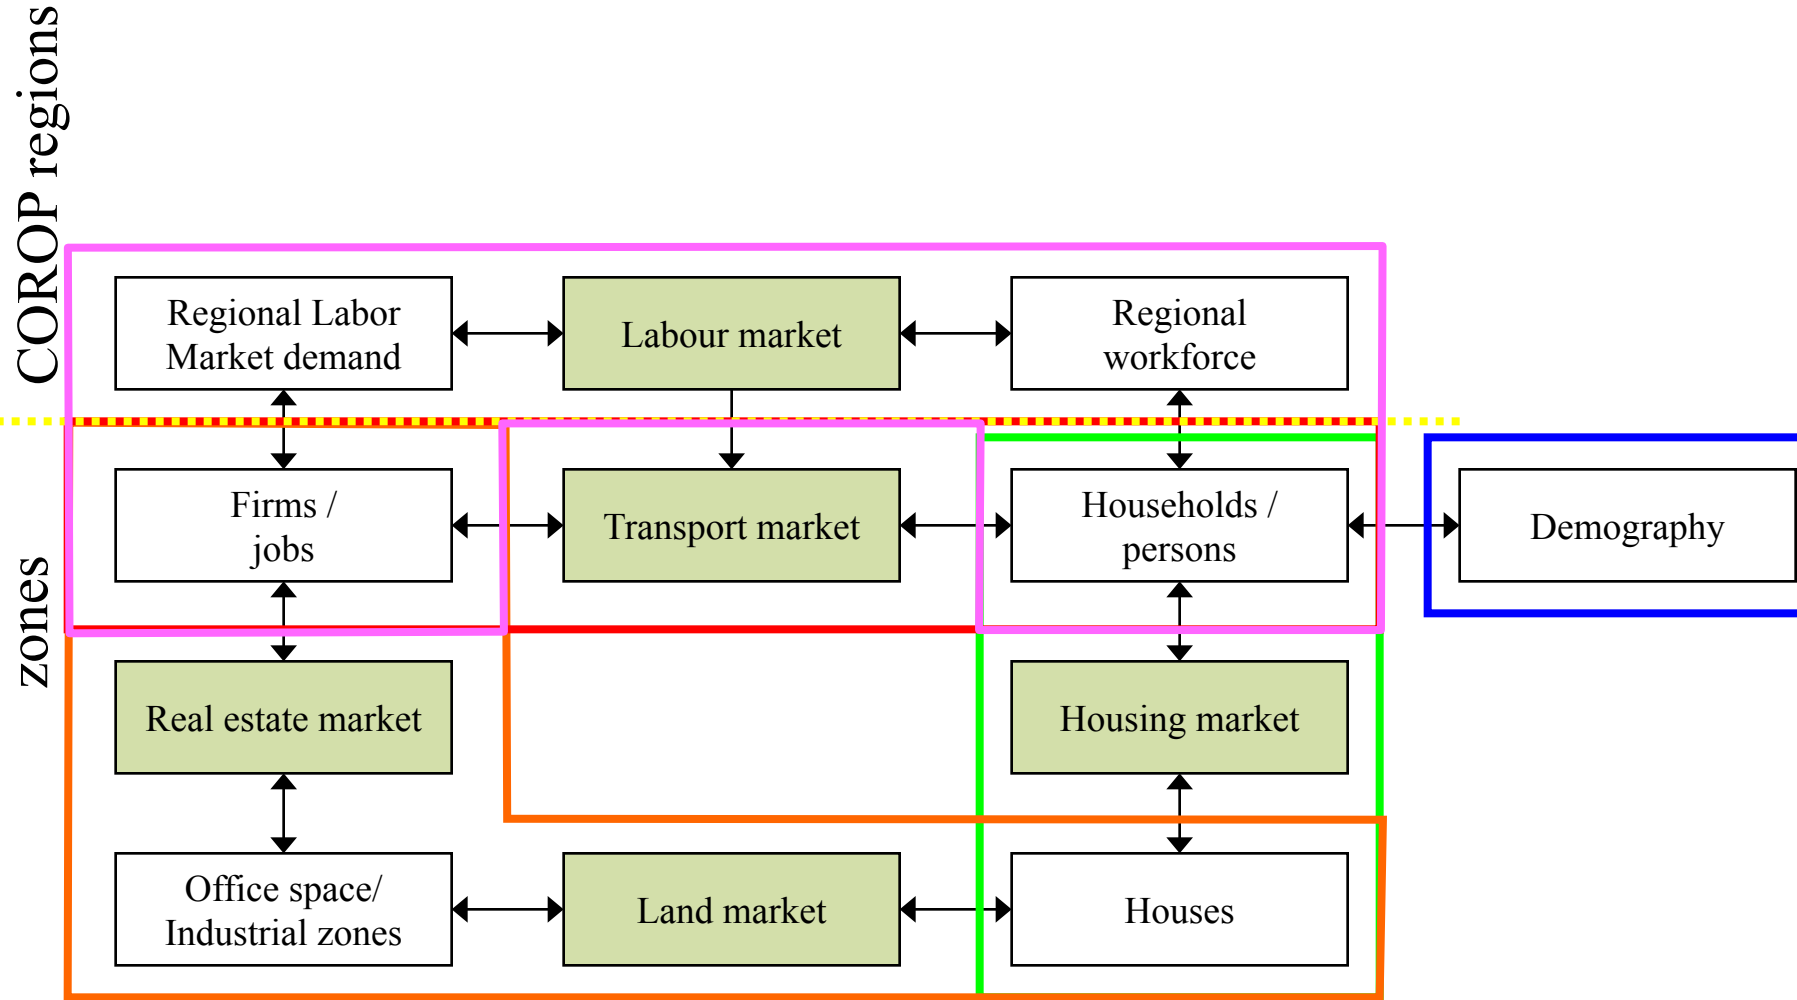 COROP regions
Regional Labor
Market demand
Labour market
Regional
workforce
zones
Firms /
jobs
Transport market
Households /
persons
Demography
Real estate market
Housing market
Office space/
Industrial zones
Land market
Houses